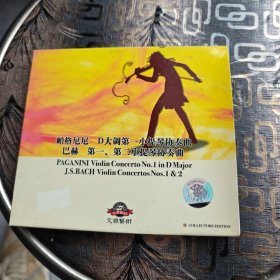 帕格尼尼 D大調第一小提琴协奏曲
巴赫 第一、第二小提琴协奏曲
PAGANINI Violin Concerto No.1 in D Major
J.S.BACH Violin Concertos Nos.1 & 2
COLLECTORS EDITION